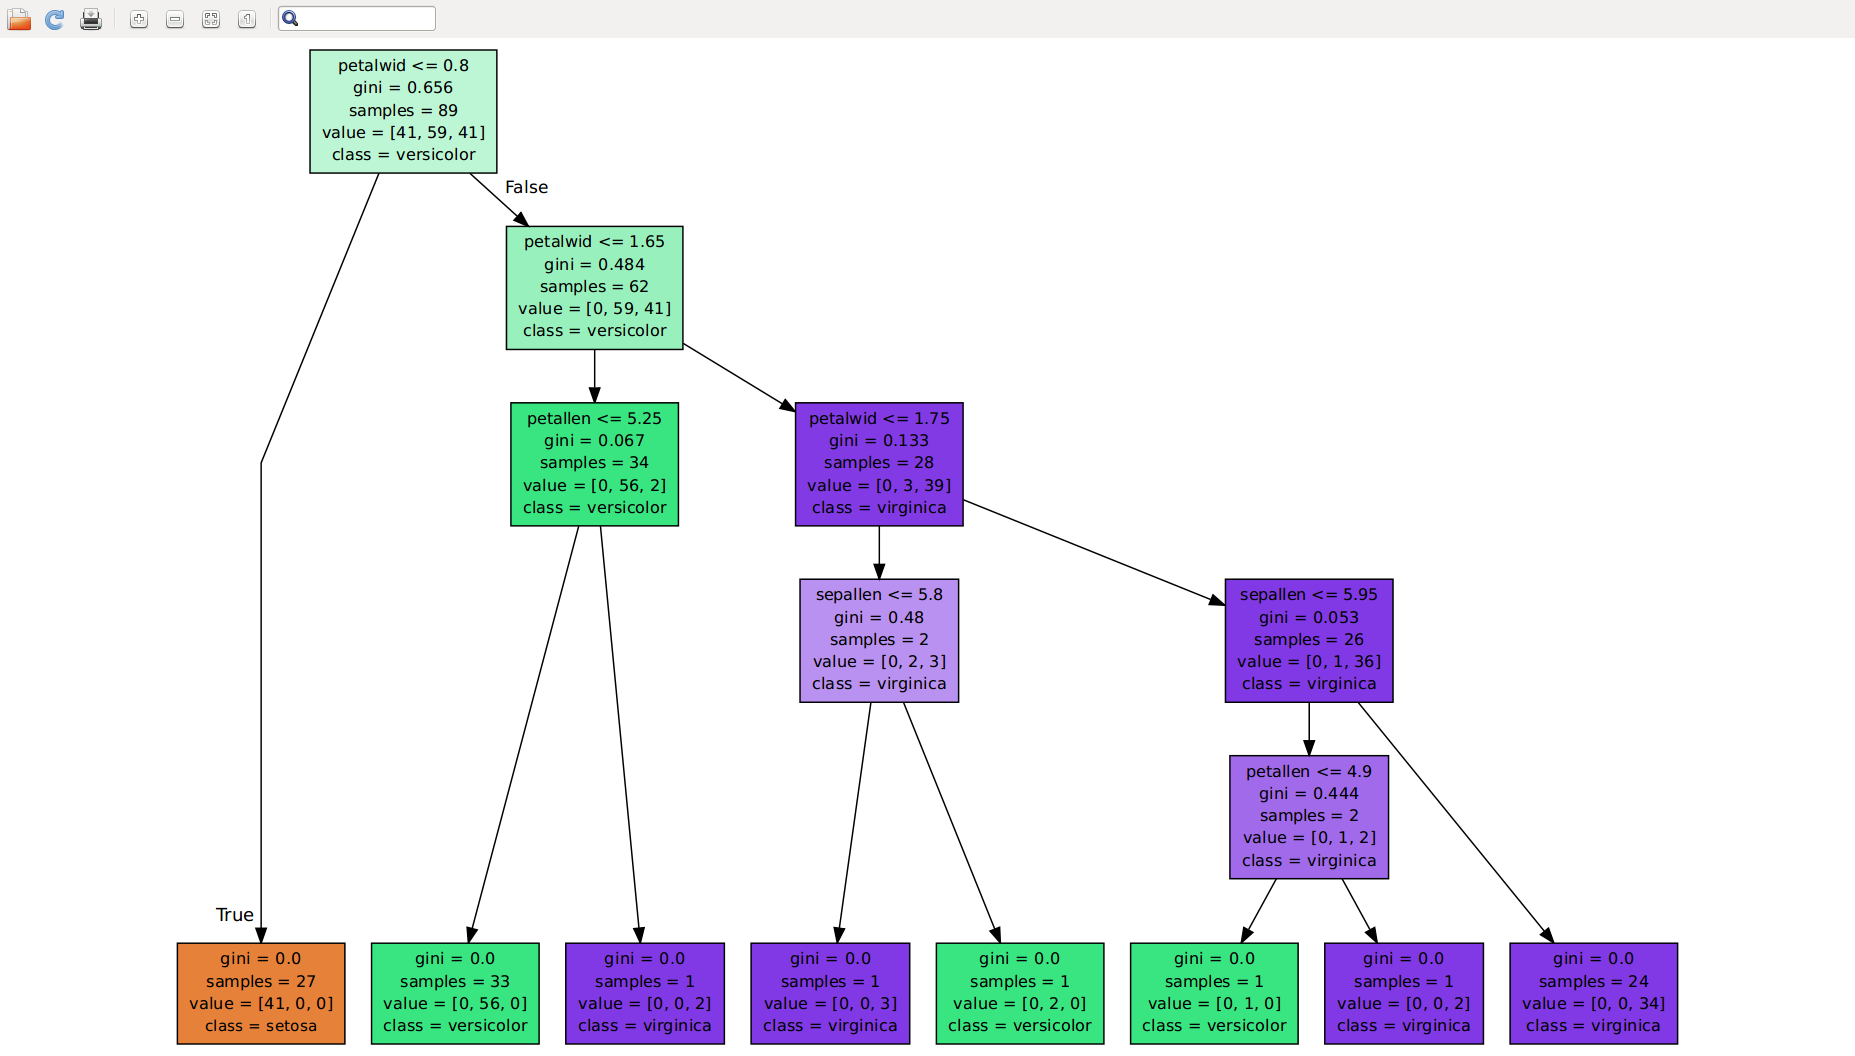 petalwid <= 0.8
gini = 0.656
samples = 89
value = [41, 59, 41]
class = versicolor
False
petalwid <= 1.65
gini = 0.484
samples = 62
value = [0, 59, 41]
class = versicolor
petallen <= 5.25
gini = 0.067
samples = 34
value = [0, 56, 2]
class = versicolor
petalwid <= 1.75
gini = 0.133
samples = 28
value = [0, 3, 39]
class = virginica
sepallen <= 5.8
gini = 0.48
samples = 2
value = [0, 2, 3]
class = virginica
sepallen <= 5.95
gini = 0.053
samples = 26
value = [0, 1, 36]
class = virginica
petallen <= 4.9
gini = 0.444
samples = 2
value = [0, 1, 2]
class = virginica
True
gini = 0.0
samples = 27
value = [41, 0, 0]
class = setosa
gini = 0.0
samples = 33
value = [0, 56, 0]
class = versicolor
gini = 0.0
samples = 1
value = [0, 0, 2]
class = virginica
gini = 0.0
samples = 1
value = [0, 0, 3]
class = virginica
gini = 0.0
samples = 1
value = [0, 2, 0]
class = versicolor
gini = 0.0
samples = 1
value = [0, 1, 0]
class = versicolor
gini = 0.0
samples = 1
value = [0, 0, 2]
class = virginica
gini = 0.0
samples = 24
value = [0, 0, 34]
class = virginica